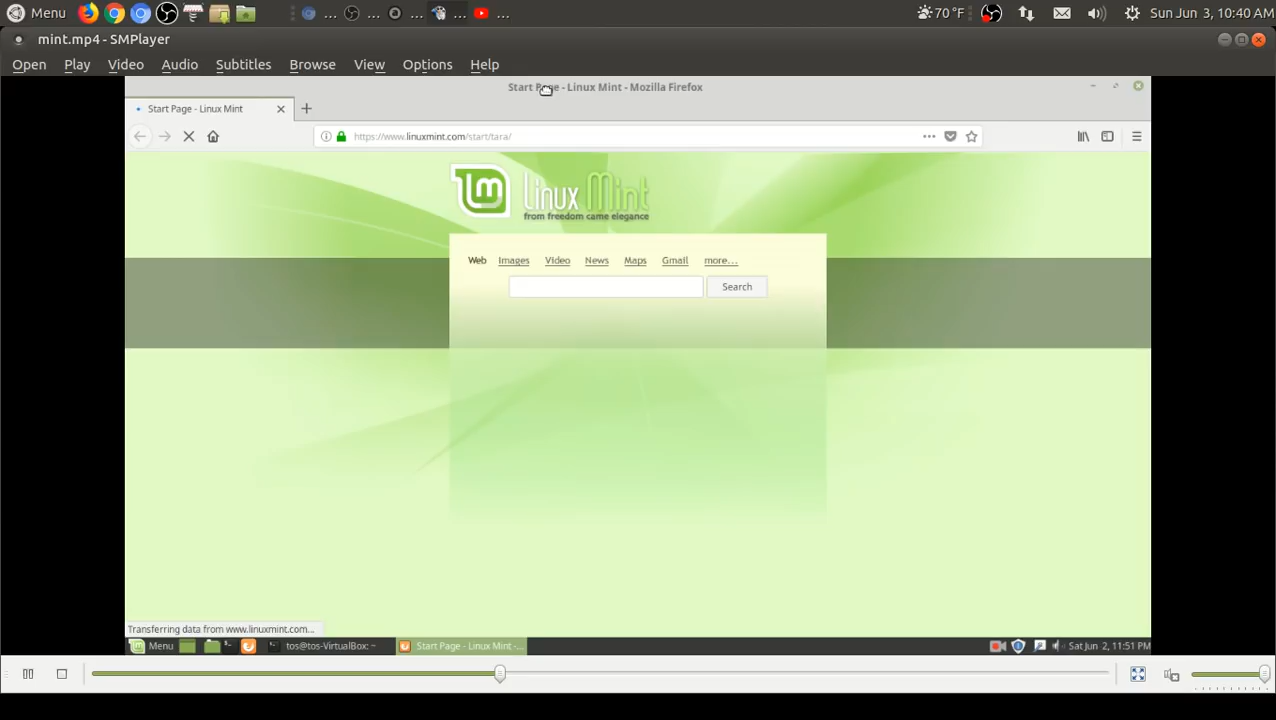 Menu 70 °F Sun Jun 3, 10:40 AM
mint.mp4 - SMPlayer
Open Play Video Audio Subtitles Browse View Options Help
Start Page - Linux Mint - Mozilla Firefox
Start Page - Linux Mint
https://www.linuxmint.com/start/tara/
Linux Mint
from freedom came elegance
Web Images Video News Maps Gmail more...
Search
Transferring data from www.linuxmint.com...
Menu tos@tos-VirtualBox: ~ Start Page - Linux Mint -... Sat Jun 2, 11:51 PM